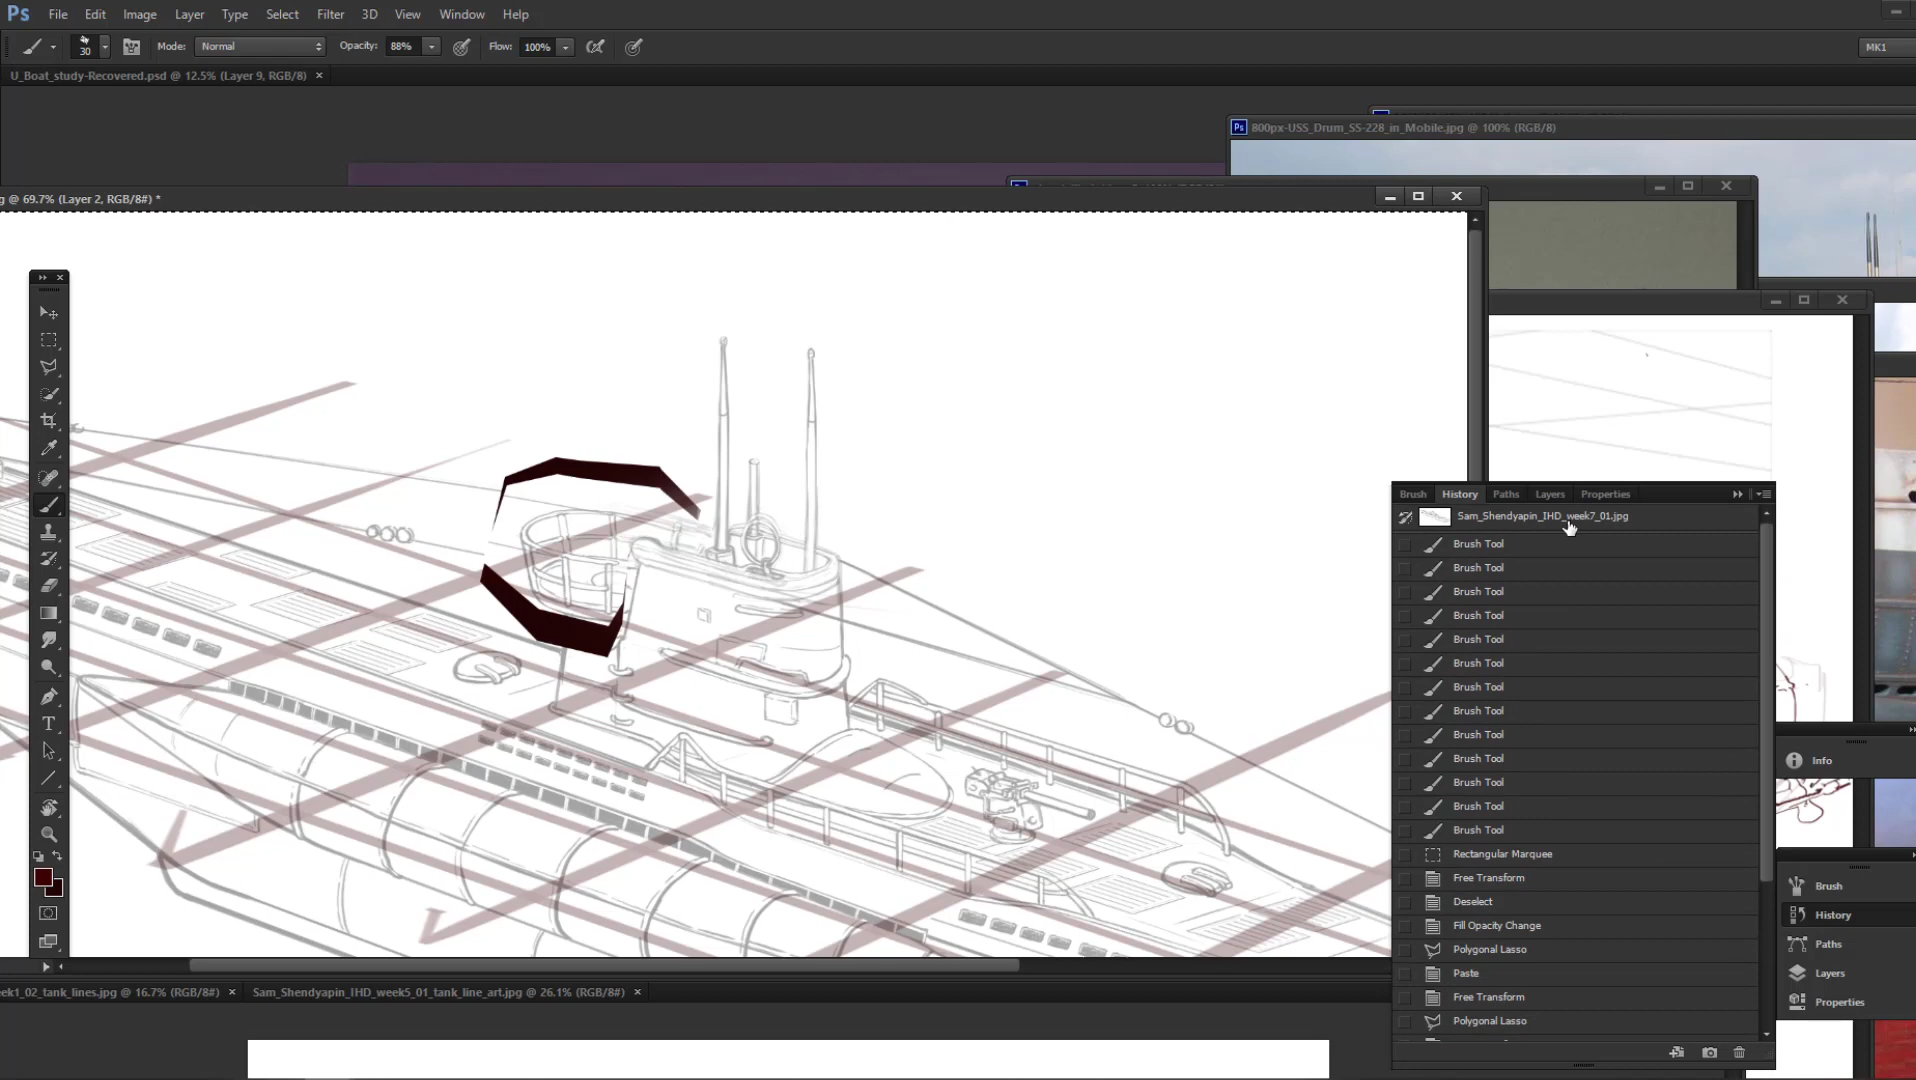 Ps File Edit Image Layer Type Select Filter 3D View Window Help
30 Mode: Normal Opacity: 88% Flow: 100% MK1
U_Boat_study-Recovered.psd @ 12.5% (Layer 9, RGB/8) ×
Ps 800px-USS_Drum_SS-228_in_Mobile.jpg @ 100% (RGB/8)
g @ 69.7% (Layer 2, RGB/8#) *
Brush History Paths Layers Properties
Sam_Shendyapin_IHD_week7_01.jpg
Brush Tool
Brush Tool
Brush Tool
Brush Tool
Brush Tool
Brush Tool
Brush Tool
Brush Tool
Brush Tool
Brush Tool
Brush Tool
Brush Tool
Brush Tool
Rectangular Marquee
Free Transform
Deselect
Fill Opacity Change
Polygonal Lasso
Paste
Free Transform
Polygonal Lasso
Info
Brush
History
Paths
Layers
Properties
ek1_02_tank_lines.jpg @ 16.7% (RGB/8#) × Sam_Shendyapin_IHD_week5_01_tank_line_art.jpg @ 26.1% (RGB/8#) ×